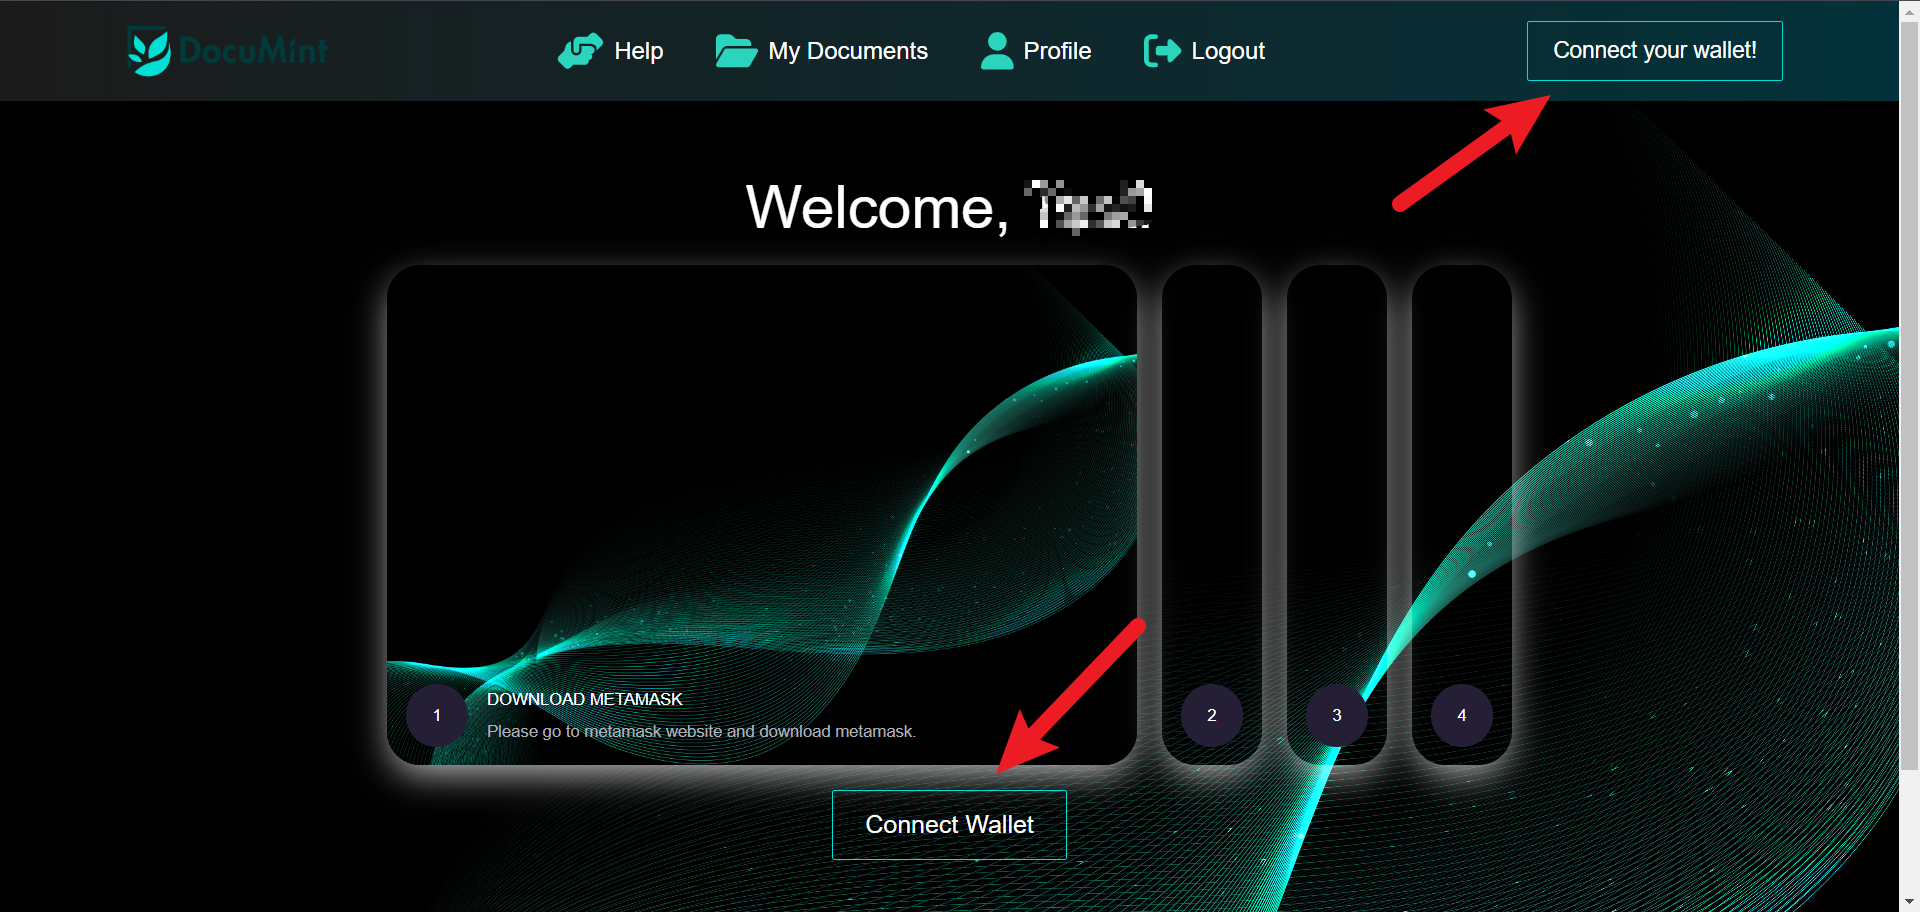 DocuMint
Help
My Documents
Profile
Logout
Connect your wallet!
Welcome,
1
DOWNLOAD METAMASK
Please go to metamask website and download metamask.
2
3
4
Connect Wallet